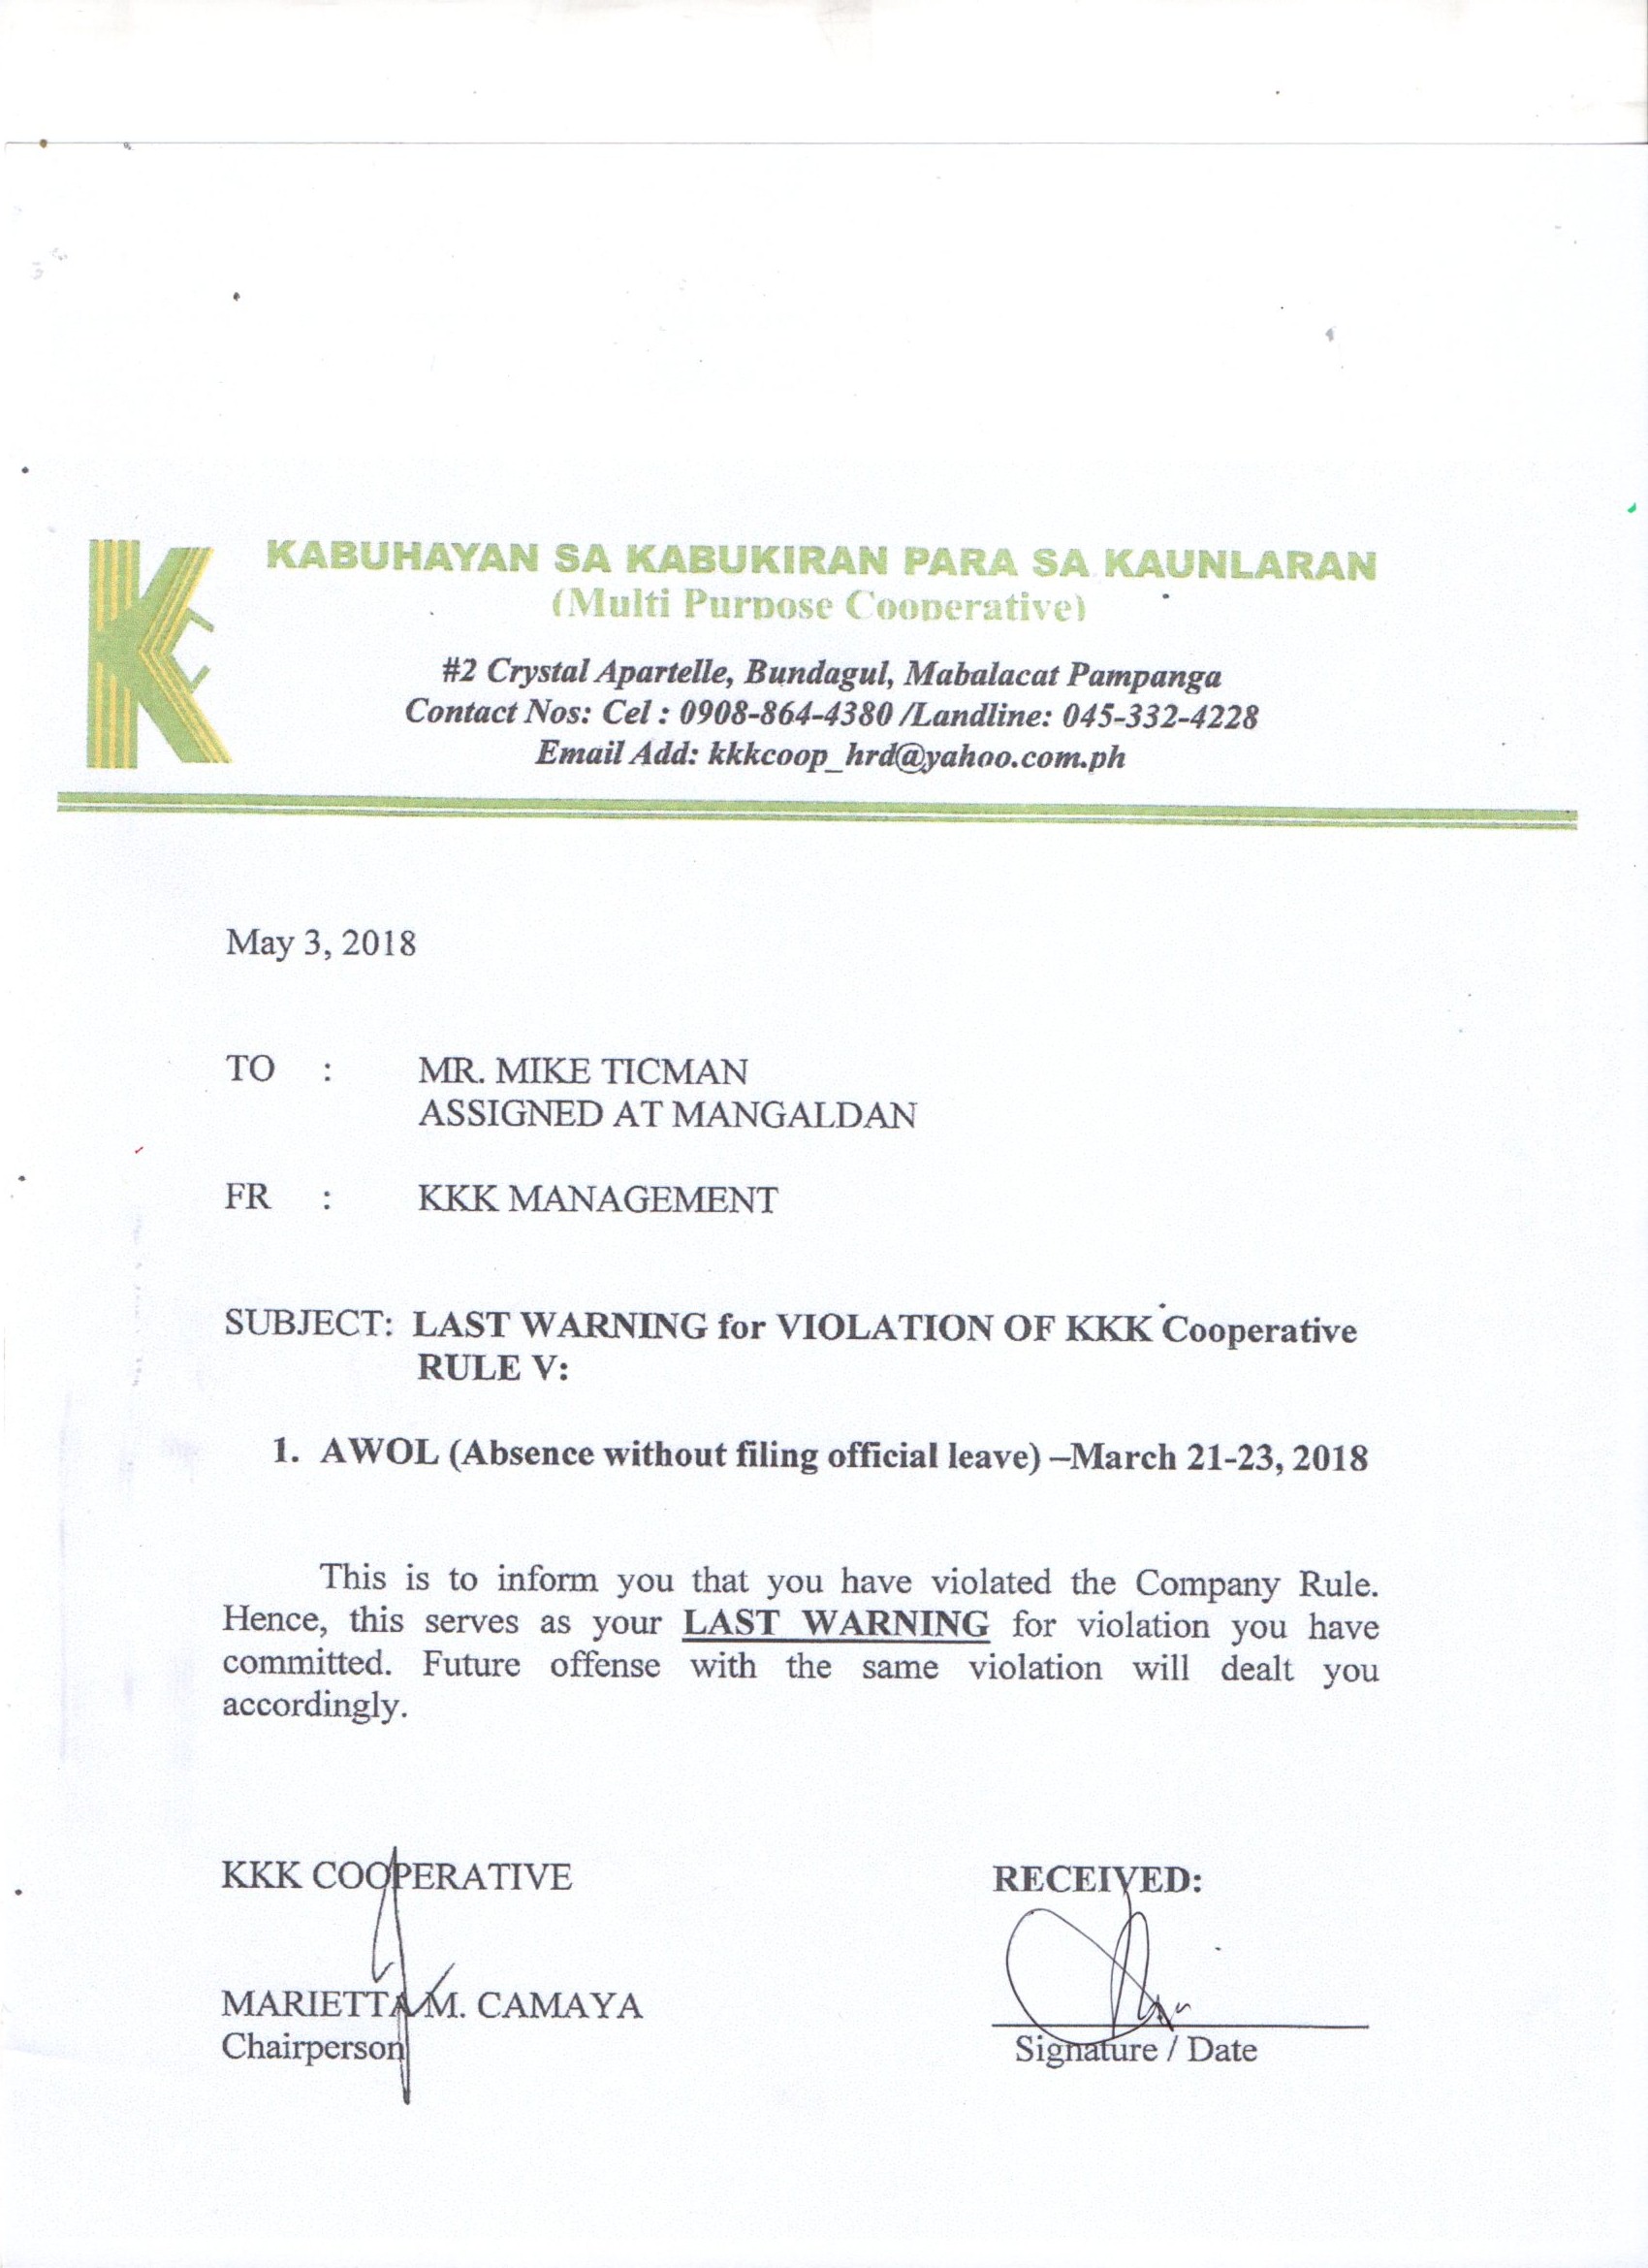 KABUHAYAN SA KABUKIRAN PARA SA KAUNLARAN
(Multi Purpose Cooperative)
#2 Crystal Apartelle, Bundagul, Mabalacat Pampanga
Contact Nos: Cel : 0908-864-4380 /Landline: 045-332-4228
Email Add: kkkcoop_hrd@yahoo.com.ph
May 3, 2018
TO : MR. MIKE TICMAN
ASSIGNED AT MANGALDAN
FR : KKK MANAGEMENT
SUBJECT: LAST WARNING for VIOLATION OF KKK Cooperative
RULE V:
1. AWOL (Absence without filing official leave) –March 21-23, 2018
This is to inform you that you have violated the Company Rule.
Hence, this serves as your LAST WARNING for violation you have
committed. Future offense with the same violation will dealt you
accordingly.
KKK COOPERATIVE RECEIVED:
MARIETTA M. CAMAYA
Chairperson Signature / Date